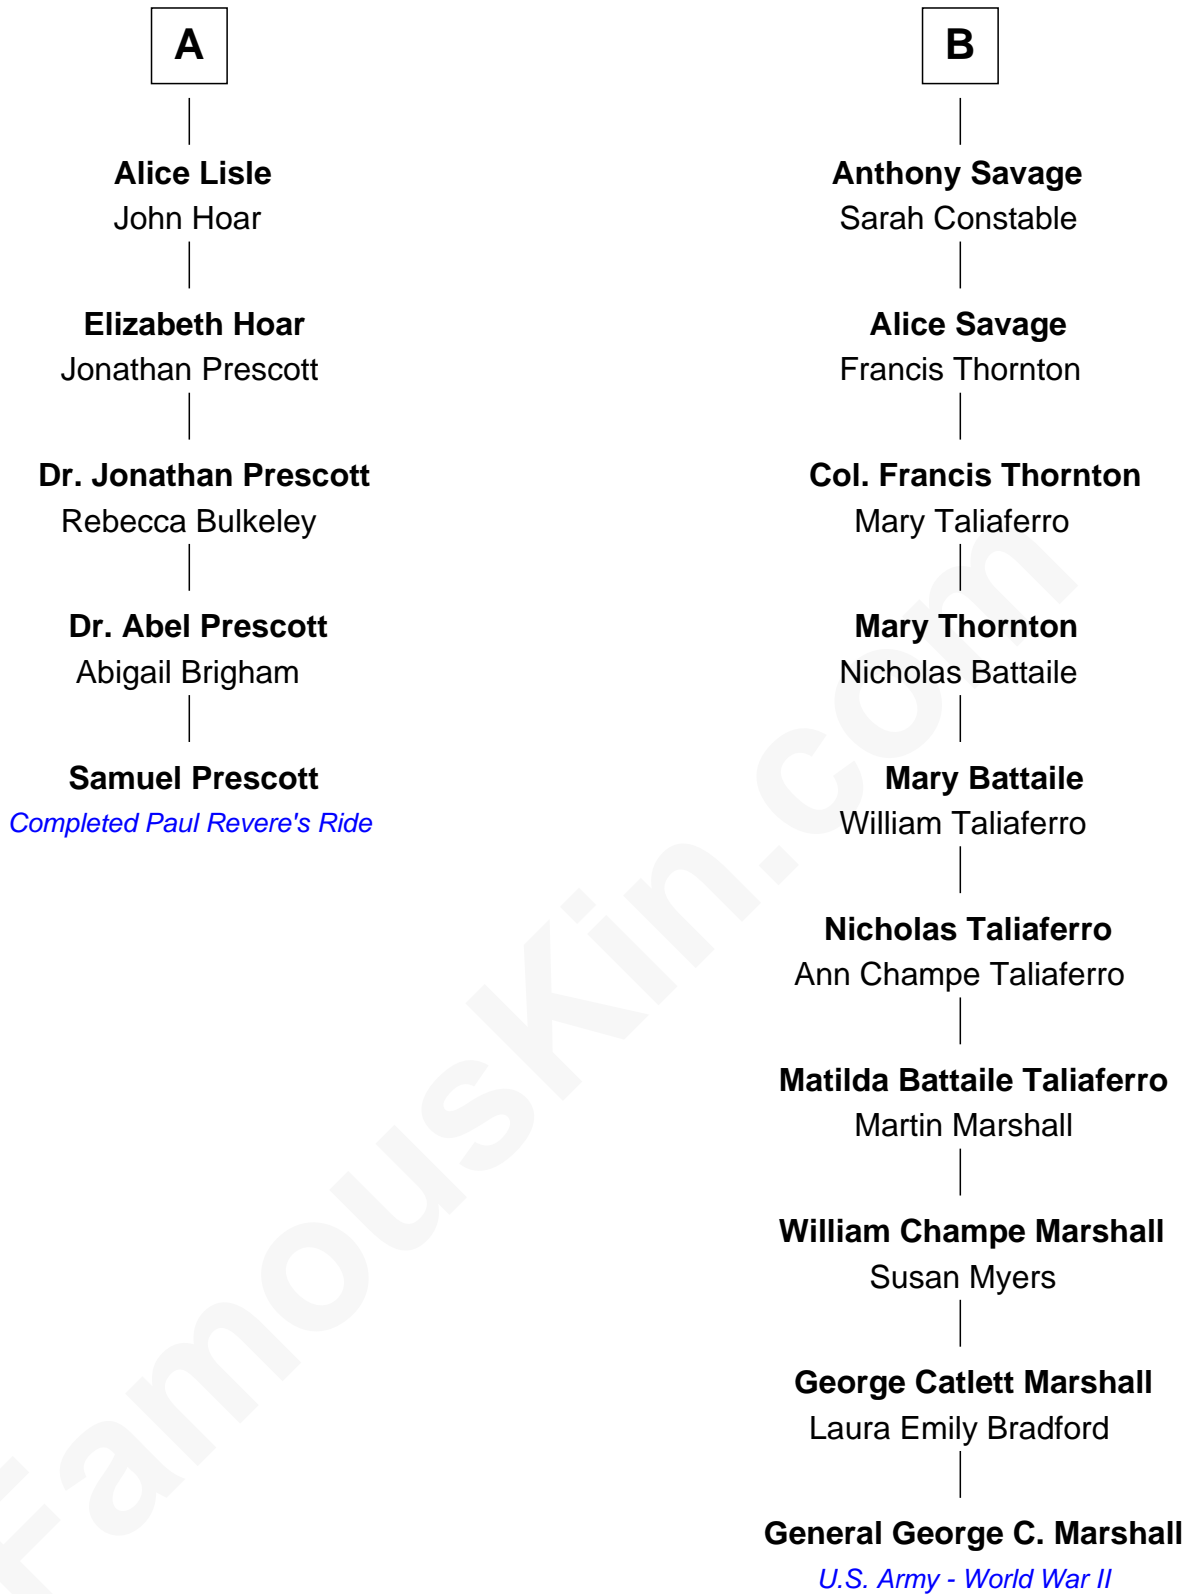 A
Alice Lisle
John Hoar
Elizabeth Hoar
Jonathan Prescott
Dr. Jonathan Prescott
Rebecca Bulkeley
Dr. Abel Prescott
Abigail Brigham
Samuel Prescott
Completed Paul Revere's Ride
B
Anthony Savage
Sarah Constable
Alice Savage
Francis Thornton
Col. Francis Thornton
Mary Taliaferro
Mary Thornton
Nicholas Battaile
Mary Battaile
William Taliaferro
Nicholas Taliaferro
Ann Champe Taliaferro
Matilda Battaile Taliaferro
Martin Marshall
William Champe Marshall
Susan Myers
George Catlett Marshall
Laura Emily Bradford
General George C. Marshall
U.S. Army - World War II
FamousKin.com